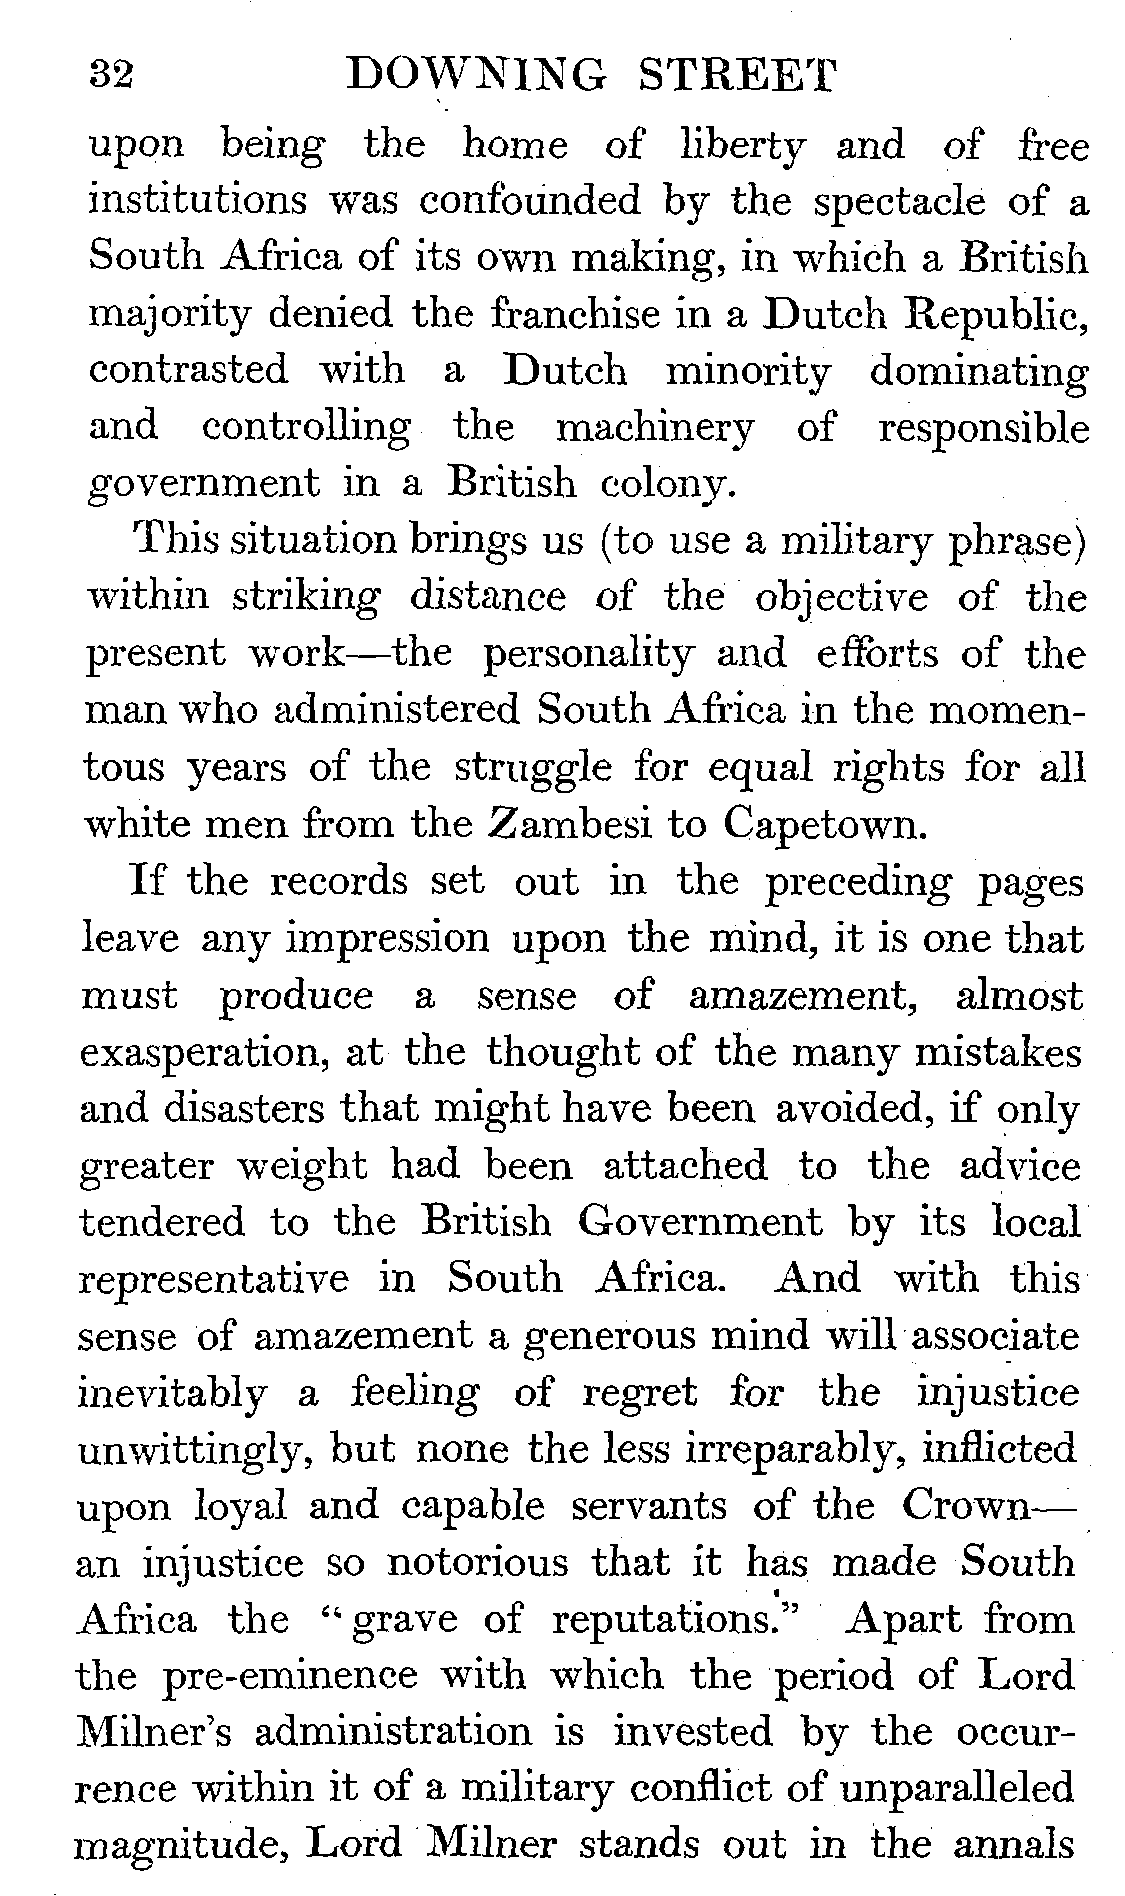 32 DOWNING STREET
upon being the home of liberty and of free
institutions was confounded by the spectacle of a
South Africa of its own making, in which a British
majority denied the franchise in a Dutch Republic,
contrasted with a Dutch minority dominating
and controlling the machinery of responsible
government in a British colony.
This situation brings us (to use a military phrase)
within striking distance of the objective of the
present work—the personality and efforts of the
man who administered South Africa in the momen-
tous years of the struggle for equal rights for all
white men from the Zambesi to Capetown.
If the records set out in the preceding pages
leave any impression upon the mind, it is one that
must produce a sense of amazement, almost
exasperation, at the thought of the many mistakes
and disasters that might have been avoided, if only
greater weight had been attached to the advice
tendered to the British Government by its local
representative in South Africa. And with this
sense of amazement a generous mind will associate
inevitably a feeling of regret for the injustice
unwittingly, but none the less irreparably, inflicted
upon loyal and capable servants of the Crown—
an injustice so notorious that it has made South
Africa the “grave of reputations.” Apart from
the pre-eminence with which the period of Lord
Milner’s administration is invested by the occur-
rence within it of a military conflict of unparalleled
magnitude, Lord Milner stands out in the annals